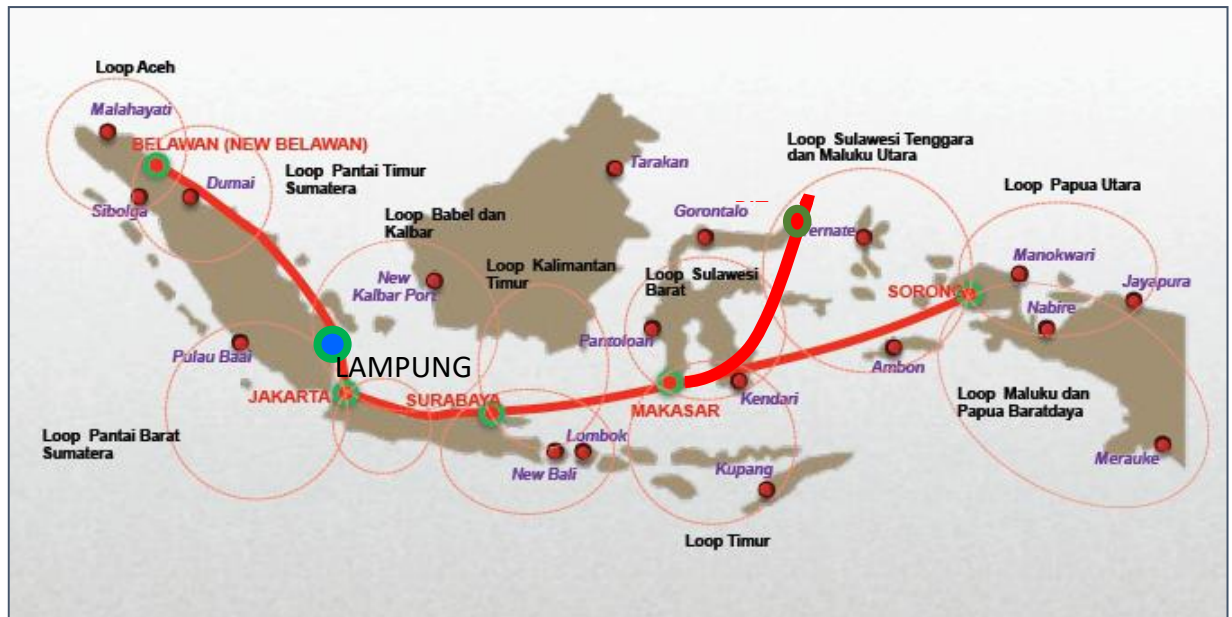 Loop Aceh
Malahayati
BELAWAN (NEW BELAWAN)
Loop Pantai Timur
Sumatera
Dumai
Sibolga
Loop Babel dan
Kalbar
New
Kalbar Port
Tarakan
Loop Kalimantan
Timur
Gorontalo
Loop Sulawesi
Barat
Pantoloan
Loop Sulawesi Tenggara
dan Maluku Utara
ernate
Loop Papua Utara
Manokwari
Jayapura
SORONG
Nabire
Pulau Baai
LAMPUNG
JAKARTA
SURABAYA
MAKASAR
Kendari
Ambon
Loop Maluku dan
Papua Baratdaya
Loop Pantai Barat
Sumatera
Lombok
New Bali
Kupang
Merauke
Loop Timur